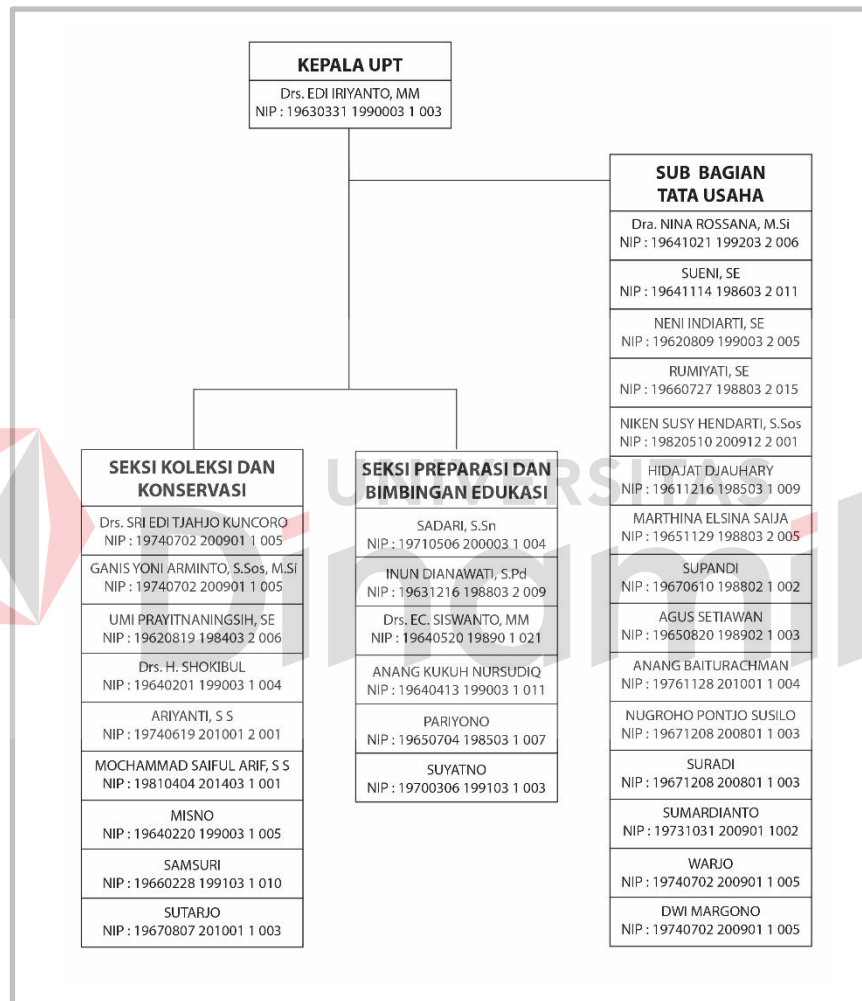 KEPALA UPT
Drs. EDI IRIYANTO, MM
NIP : 19630331 1990003 1 003
SUB BAGIAN
TATA USAHA
Dra. NINA ROSSANA, M.Si
NIP : 19641021 199203 2 006
SUENI, SE
NIP : 19641114 198603 2 011
NENI INDIARTI, SE
NIP : 19620809 199003 2 005
RUMIYATI, SE
NIP : 19660727 198803 2 015
NIKEN SUSY HENDARTI, S.Sos
NIP : 19820510 200912 2 001
HIDAJAT DJAUHARY
NIP : 19611216 198503 1 009
MARTHINA ELSINA SAIJA
NIP : 19651129 198803 2 005
SUPANDI
NIP : 19670610 198802 1 002
AGUS SETIAWAN
NIP : 19650820 198902 1 003
ANANG BAITURACHMAN
NIP : 19761128 201001 1 004
NUGROHO PONTJO SUSILO
NIP : 19671208 200801 1 003
SURADI
NIP : 19671208 200801 1 003
SUMARDIANTO
NIP : 19731031 200901 1002
WARJO
NIP : 19740702 200901 1 005
DWI MARGONO
NIP : 19740702 200901 1 005
SEKSI KOLEKSI DAN
KONSERVASI
Drs. SRI EDI TJAHJO KUNCORO
NIP : 19740702 200901 1 005
GANIS YONI ARMINTO, S.Sos, M.Si
NIP : 19740702 200901 1 005
UMI PRAYITNANINGSIH, SE
NIP : 19620819 198403 2 006
Drs. H. SHOKIBUL
NIP : 19640201 199003 1 004
ARIYANTI, S S
NIP : 19740619 201001 2 001
MOCHAMMAD SAIFUL ARIF, S S
NIP : 19810404 201403 1 001
MISNO
NIP : 19640220 199003 1 005
SAMSURI
NIP : 19660228 199103 1 010
SUTARJO
NIP : 19670807 201001 1 003
SEKSI PREPARASI DAN
BIMBINGAN EDUKASI
SADARI, S.Sn
NIP : 19710506 200003 1 004
INUN DIANAWATI, S.Pd
NIP : 19631216 198803 2 009
Drs. EC. SISWANTO, MM
NIP : 19640520 19890 1 021
ANANG KUKUH NURSUDIQ
NIP : 19640413 199003 1 011
PARIYONO
NIP : 19650704 198503 1 007
SUYATNO
NIP : 19700306 199103 1 003
UNIVERSITAS
Dinamika